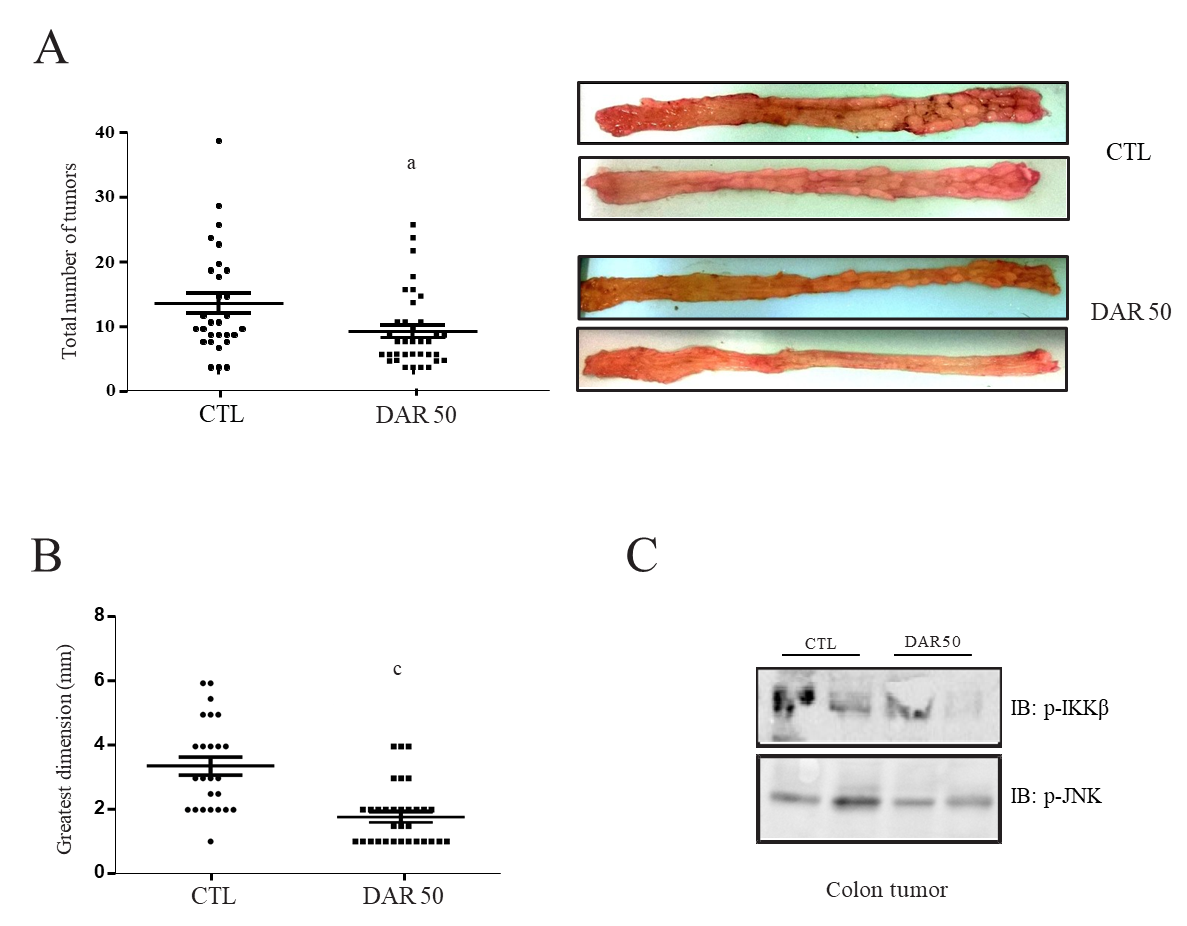 A
Total number of tumors
40
30
20
10
0
a
CTL
DAR 50
CTL
DAR 50
B
Greatest dimension (mm)
8
6
4
2
0
c
CTL
DAR 50
C
CTL
DAR50
IB: p-IKKβ
IB: p-JNK
Colon tumor